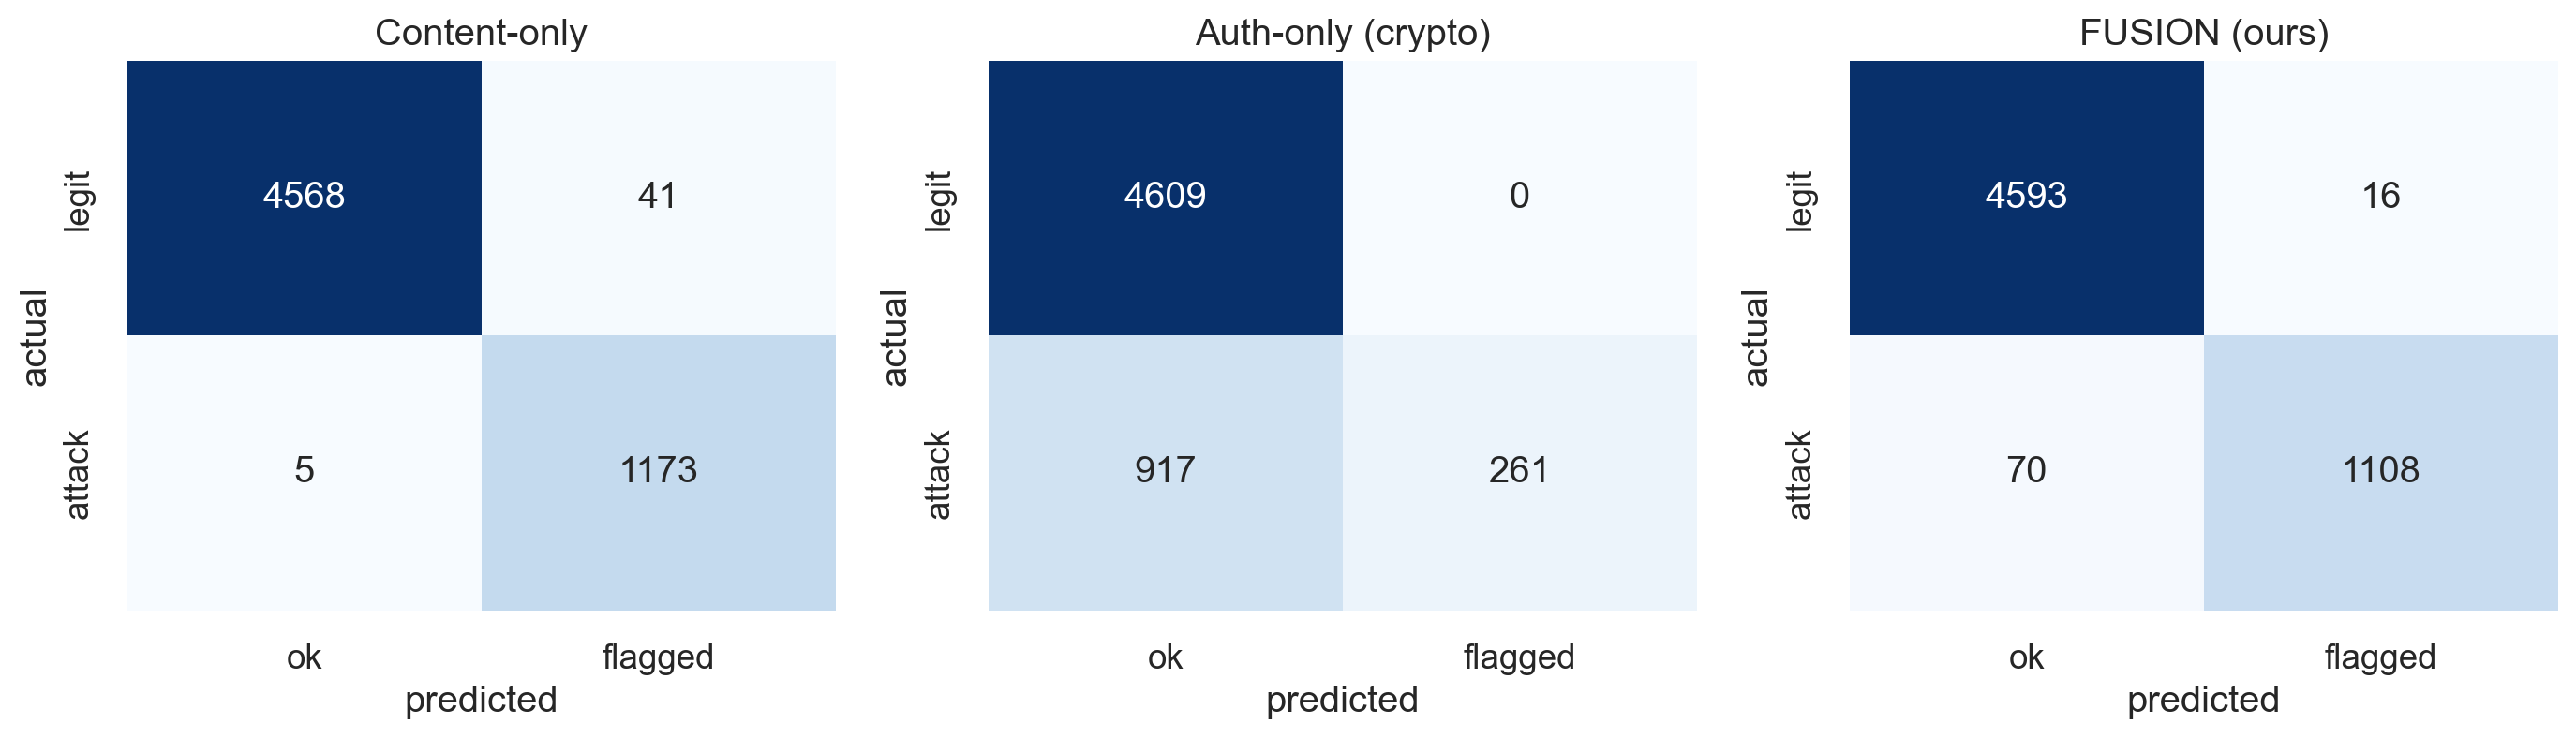 Content-only
actual
legit
attack
4568
41
5
1173
ok
flagged
predicted
Auth-only (crypto)
actual
legit
attack
4609
0
917
261
ok
flagged
predicted
FUSION (ours)
actual
legit
attack
4593
16
70
1108
ok
flagged
predicted